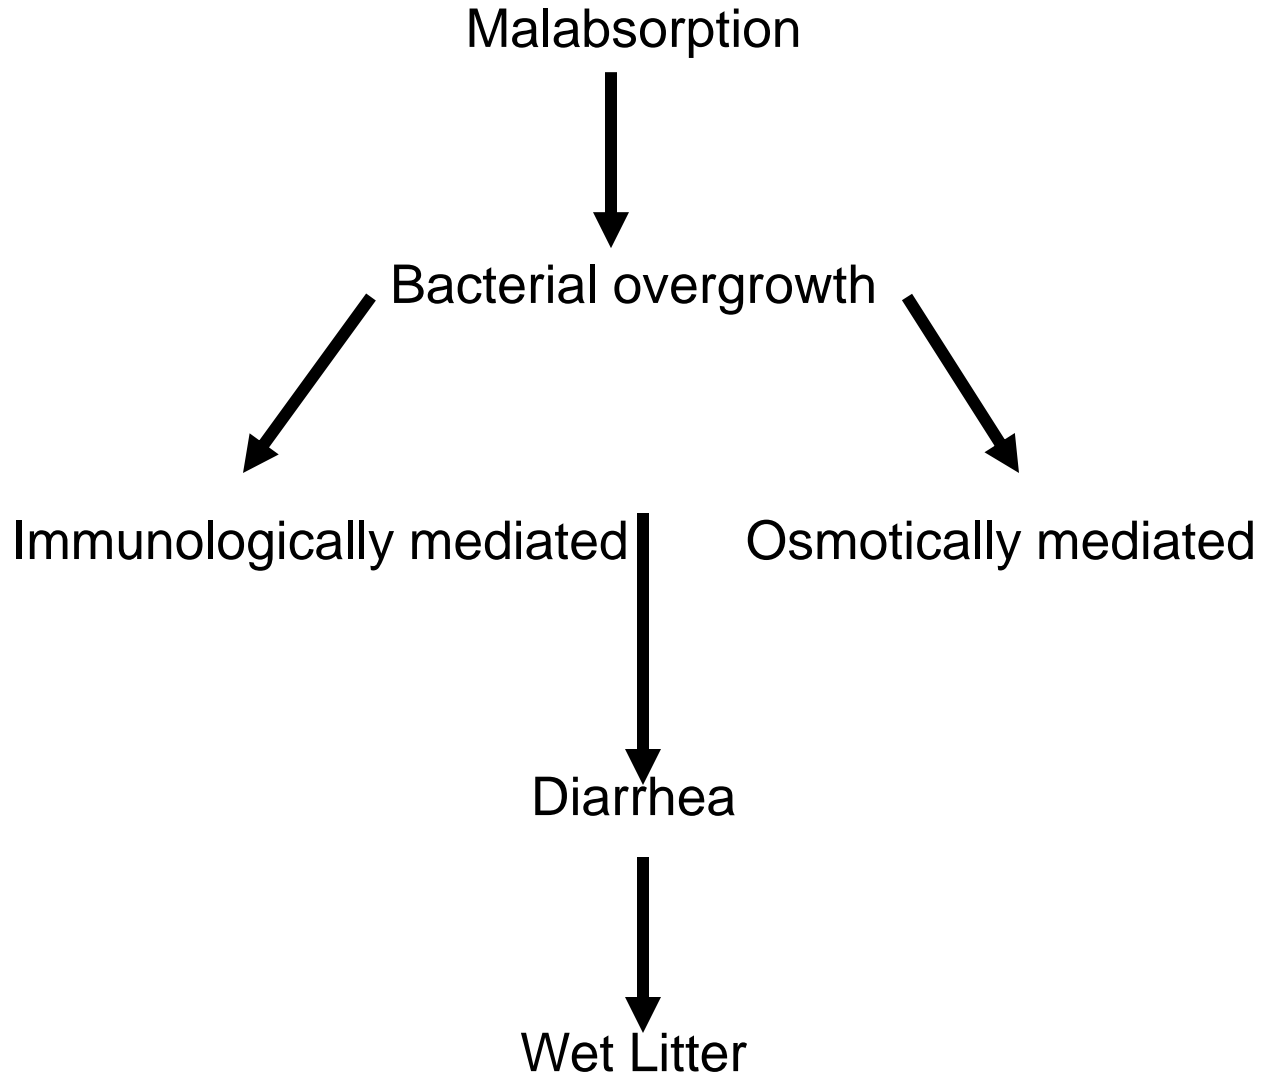 Malabsorption
Bacterial overgrowth
Immunologically mediated Osmotically mediated
Diarrhea
Wet Litter